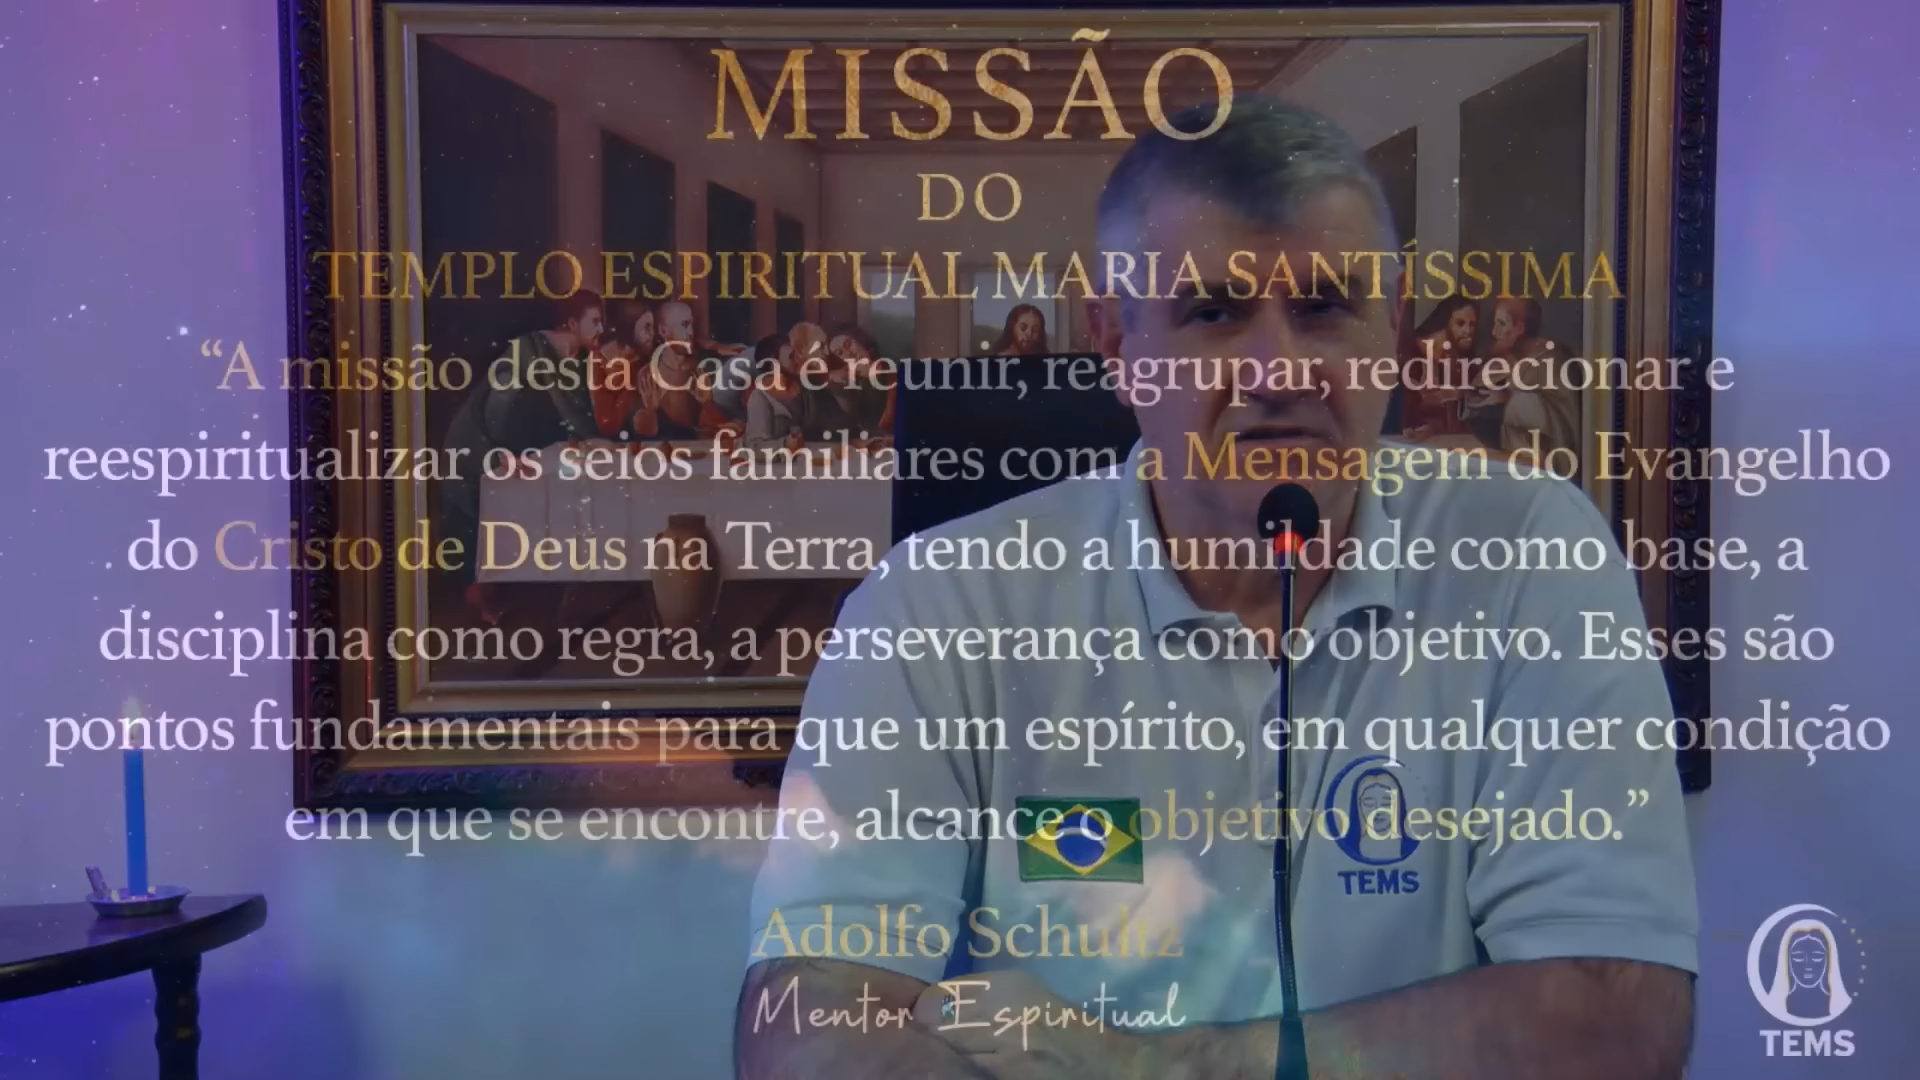 MISSÃO
DO
TEMPLO ESPIRITUAL MARIA SANTÍSSIMA
“A missão desta Casa é reunir, reagrupar, redirecionar e
reespiritualizar os seios familiares com a Mensagem do Evangelho
do Cristo de Deus na Terra, tendo a humildade como base, a
disciplina como regra, a perseverança como objetivo. Esses são
pontos fundamentais para que um espírito, em qualquer condição
em que se encontre, alcance o objetivo desejado.”
TEMS
Adolfo Schultz
Mentor Espiritual
TEMS